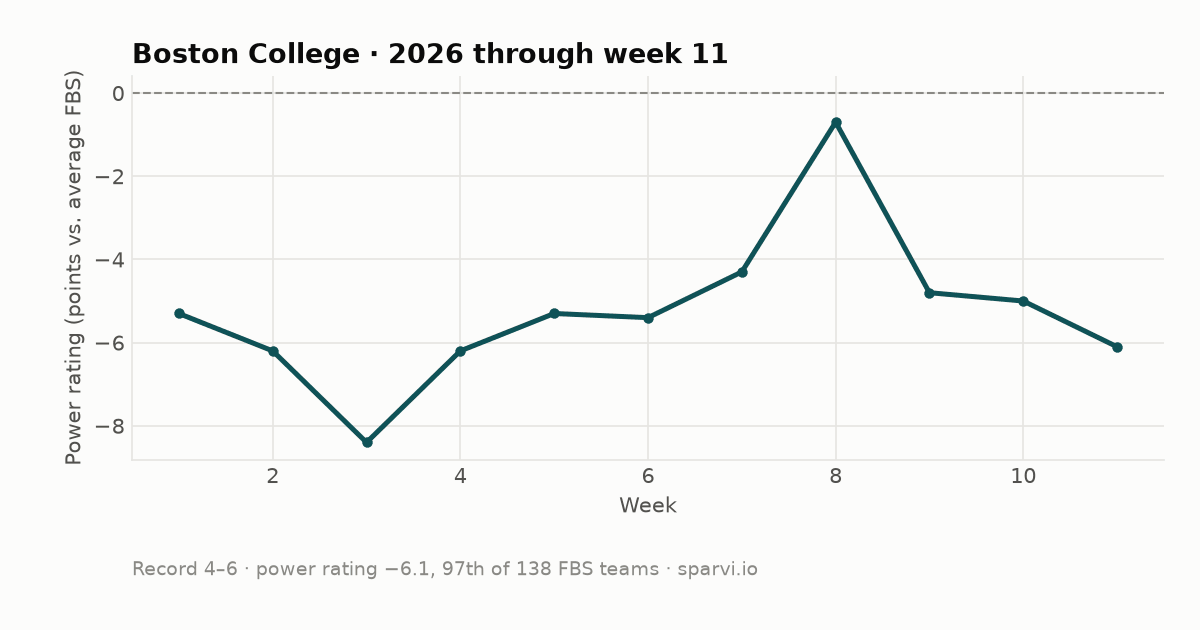 Boston College · 2026 through week 11
Power rating (points vs. average FBS)
0
−2
−4
−6
−8
2 4 6 8 10
Week
Record 4–6 · power rating −6.1, 97th of 138 FBS teams · sparvi.io